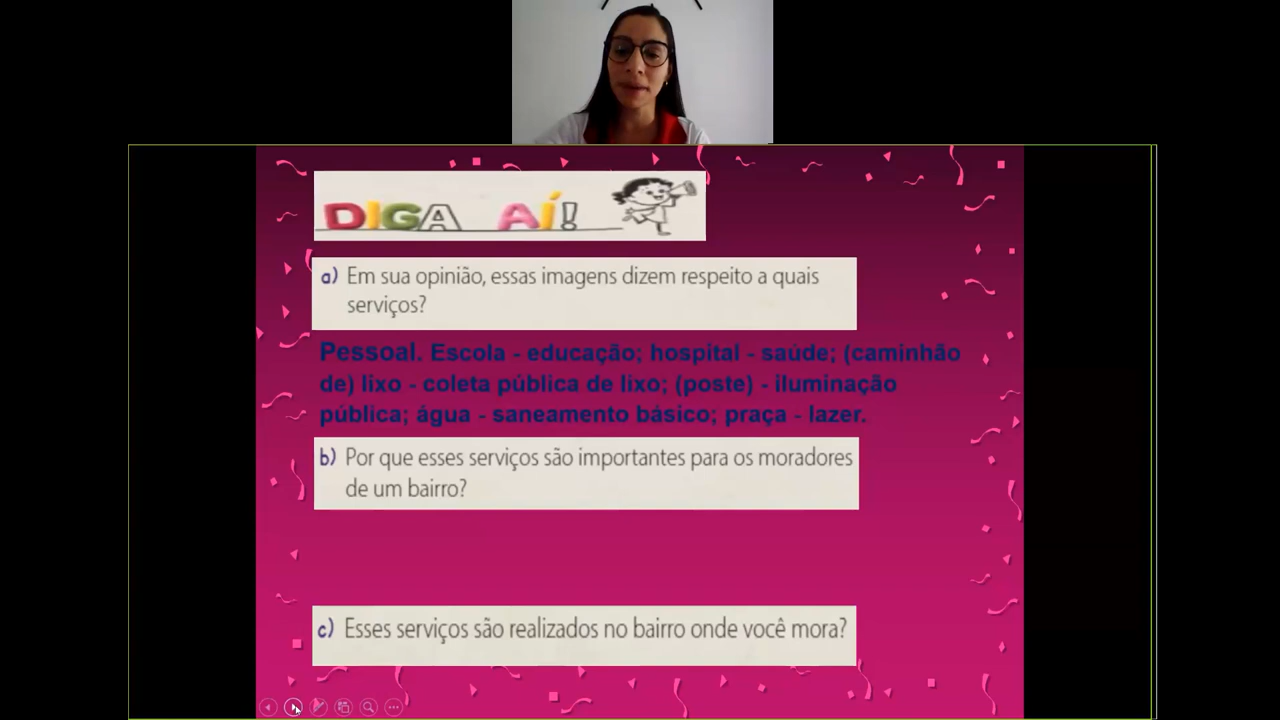 DIGA AÍ!
a) Em sua opinião, essas imagens dizem respeito a quais
serviços?
Pessoal. Escola - educação; hospital - saúde; (caminhão
de) lixo - coleta pública de lixo; (poste) - iluminação
pública; água - saneamento básico; praça - lazer.
b) Por que esses serviços são importantes para os moradores
de um bairro?
c) Esses serviços são realizados no bairro onde você mora?